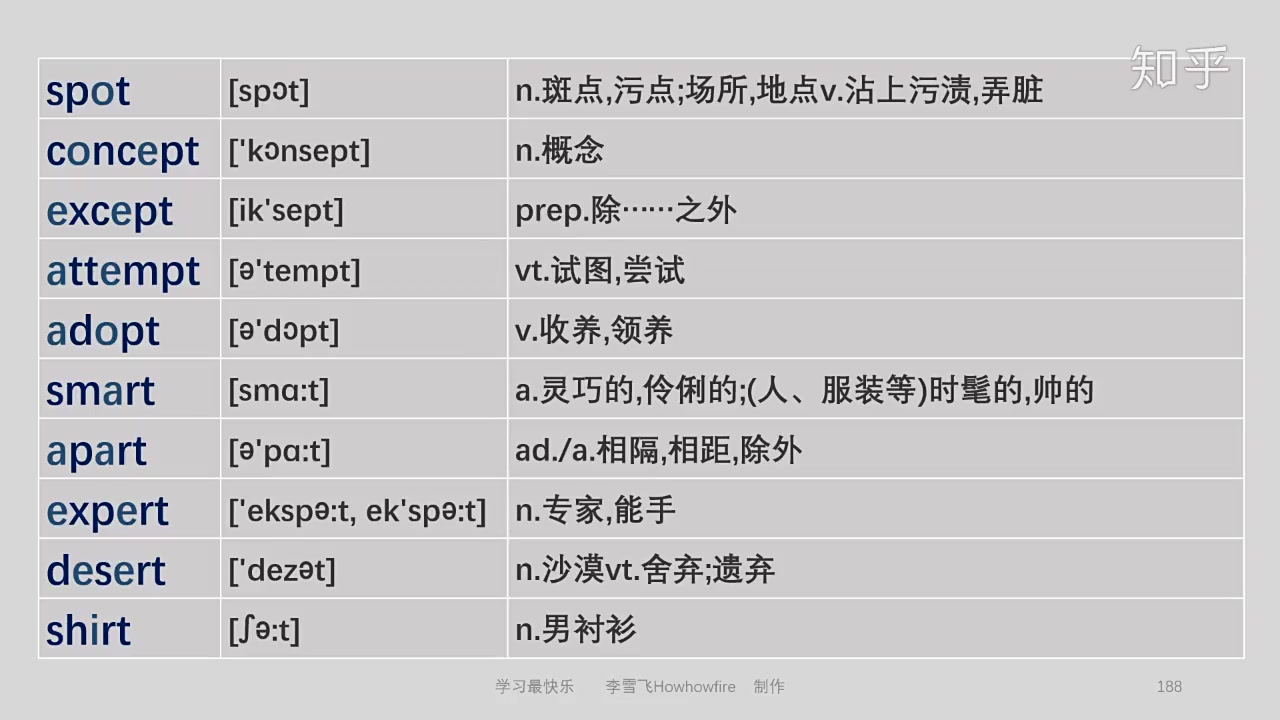 知乎
spot [spɔt] n.斑点,污点;场所,地点v.沾上污渍,弄脏
concept ['kɔnsept] n.概念
except [ik'sept] prep.除……之外
attempt [ə'tempt] vt.试图,尝试
adopt [ə'dɔpt] v.收养,领养
smart [smɑ:t] a.灵巧的,伶俐的;(人、服装等)时髦的,帅的
apart [ə'pɑ:t] ad./a.相隔,相距,除外
expert ['ekspə:t, ek'spə:t] n.专家,能手
desert ['dezət] n.沙漠vt.舍弃;遗弃
shirt [ʃə:t] n.男衬衫
学习最快乐 李雪飞Howhowfire 制作 188